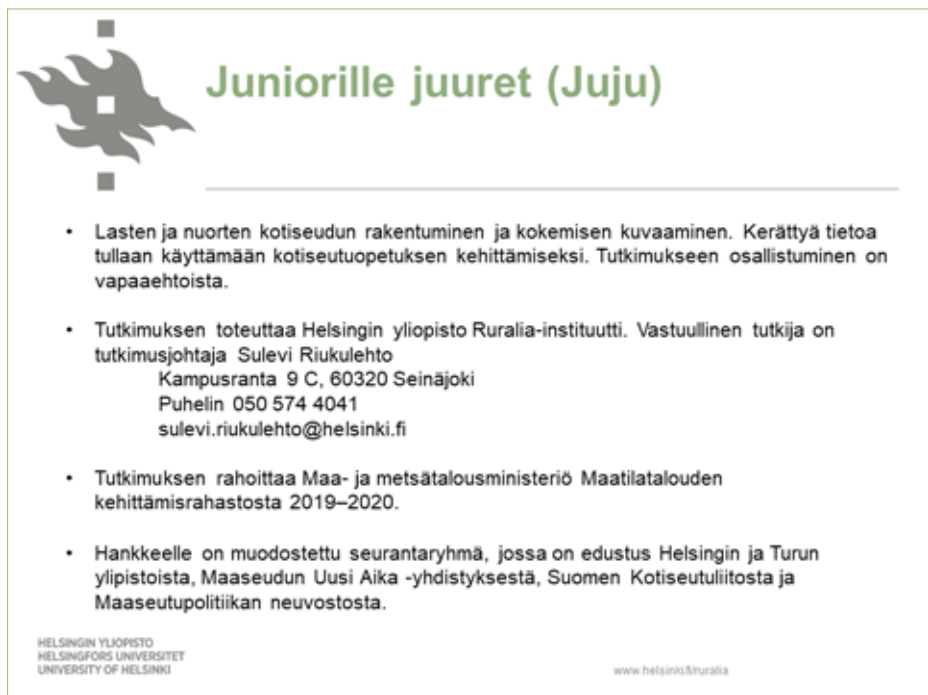 Juniorille juuret (Juju)
• Lasten ja nuorten kotiseudun rakentuminen ja kokemisen kuvaaminen. Kerättyä tietoa
tullaan käyttämään kotiseutuopetuksen kehittämiseksi. Tutkimukseen osallistuminen on
vapaaehtoista.
• Tutkimuksen toteuttaa Helsingin yliopisto Ruralia-instituutti. Vastuullinen tutkija on
tutkimusjohtaja Sulevi Riukulehto
Kampusranta 9 C, 60320 Seinäjoki
Puhelin 050 574 4041
sulevi.riukulehto@helsinki.fi
• Tutkimuksen rahoittaa Maa- ja metsätalousministeriö Maatilatalouden
kehittämisrahastosta 2019–2020.
• Hankkeelle on muodostettu seurantaryhmä, jossa on edustus Helsingin ja Turun
ylipistoista, Maaseudun Uusi Aika -yhdistyksestä, Suomen Kotiseutuliitosta ja
Maaseutupolitiikan neuvostosta.
HELSINGIN YLIOPISTO
HELSINGFORS UNIVERSITET
UNIVERSITY OF HELSINKI
www.helsinki.fi/ruralia